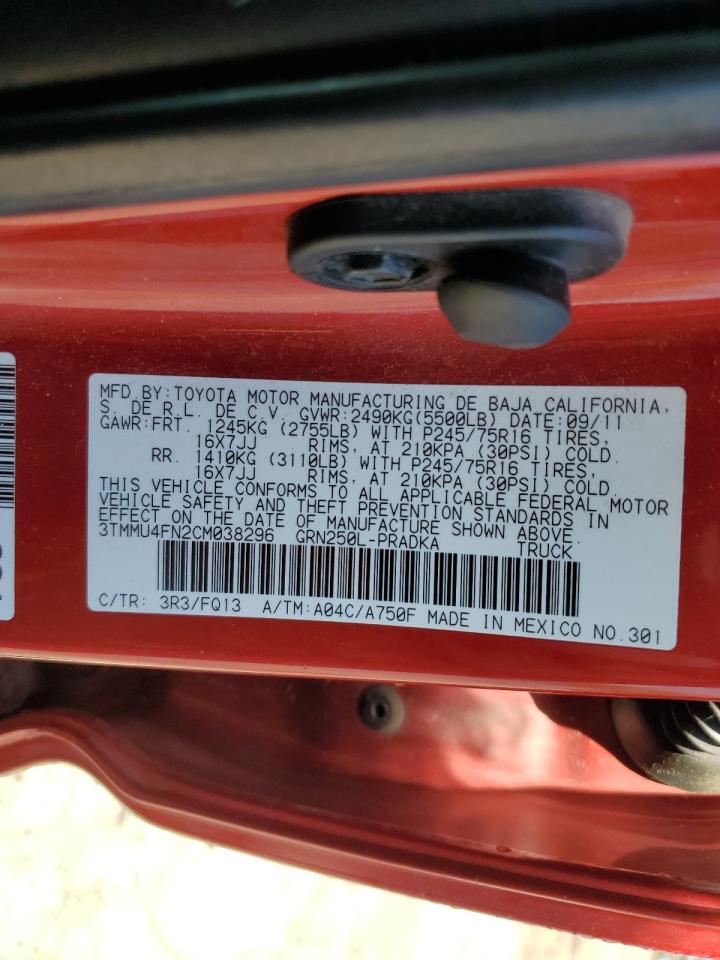 MFD.BY:TOYOTA MOTOR MANUFACTURING DE BAJA CALIFORNIA,
S. DE R.L. DE C.V. GVWR:2490KG(5500LB) DATE:09/11
GAWR:FRT. 1245KG (2755LB) WITH P245/75R16 TIRES,
16X7JJ RIMS, AT 210KPA (30PSI) COLD.
RR. 1410KG (3110LB) WITH P245/75R16 TIRES,
16X7JJ RIMS, AT 210KPA (30PSI) COLD.
THIS VEHICLE CONFORMS TO ALL APPLICABLE FEDERAL MOTOR
VEHICLE SAFETY AND THEFT PREVENTION STANDARDS IN
EFFECT ON THE DATE OF MANUFACTURE SHOWN ABOVE.
3TMMU4FN2CM038296 GRN250L-PRADKA TRUCK
C/TR: 3R3/FQ13 A/TM:A04C/A750F MADE IN MEXICO NO.301